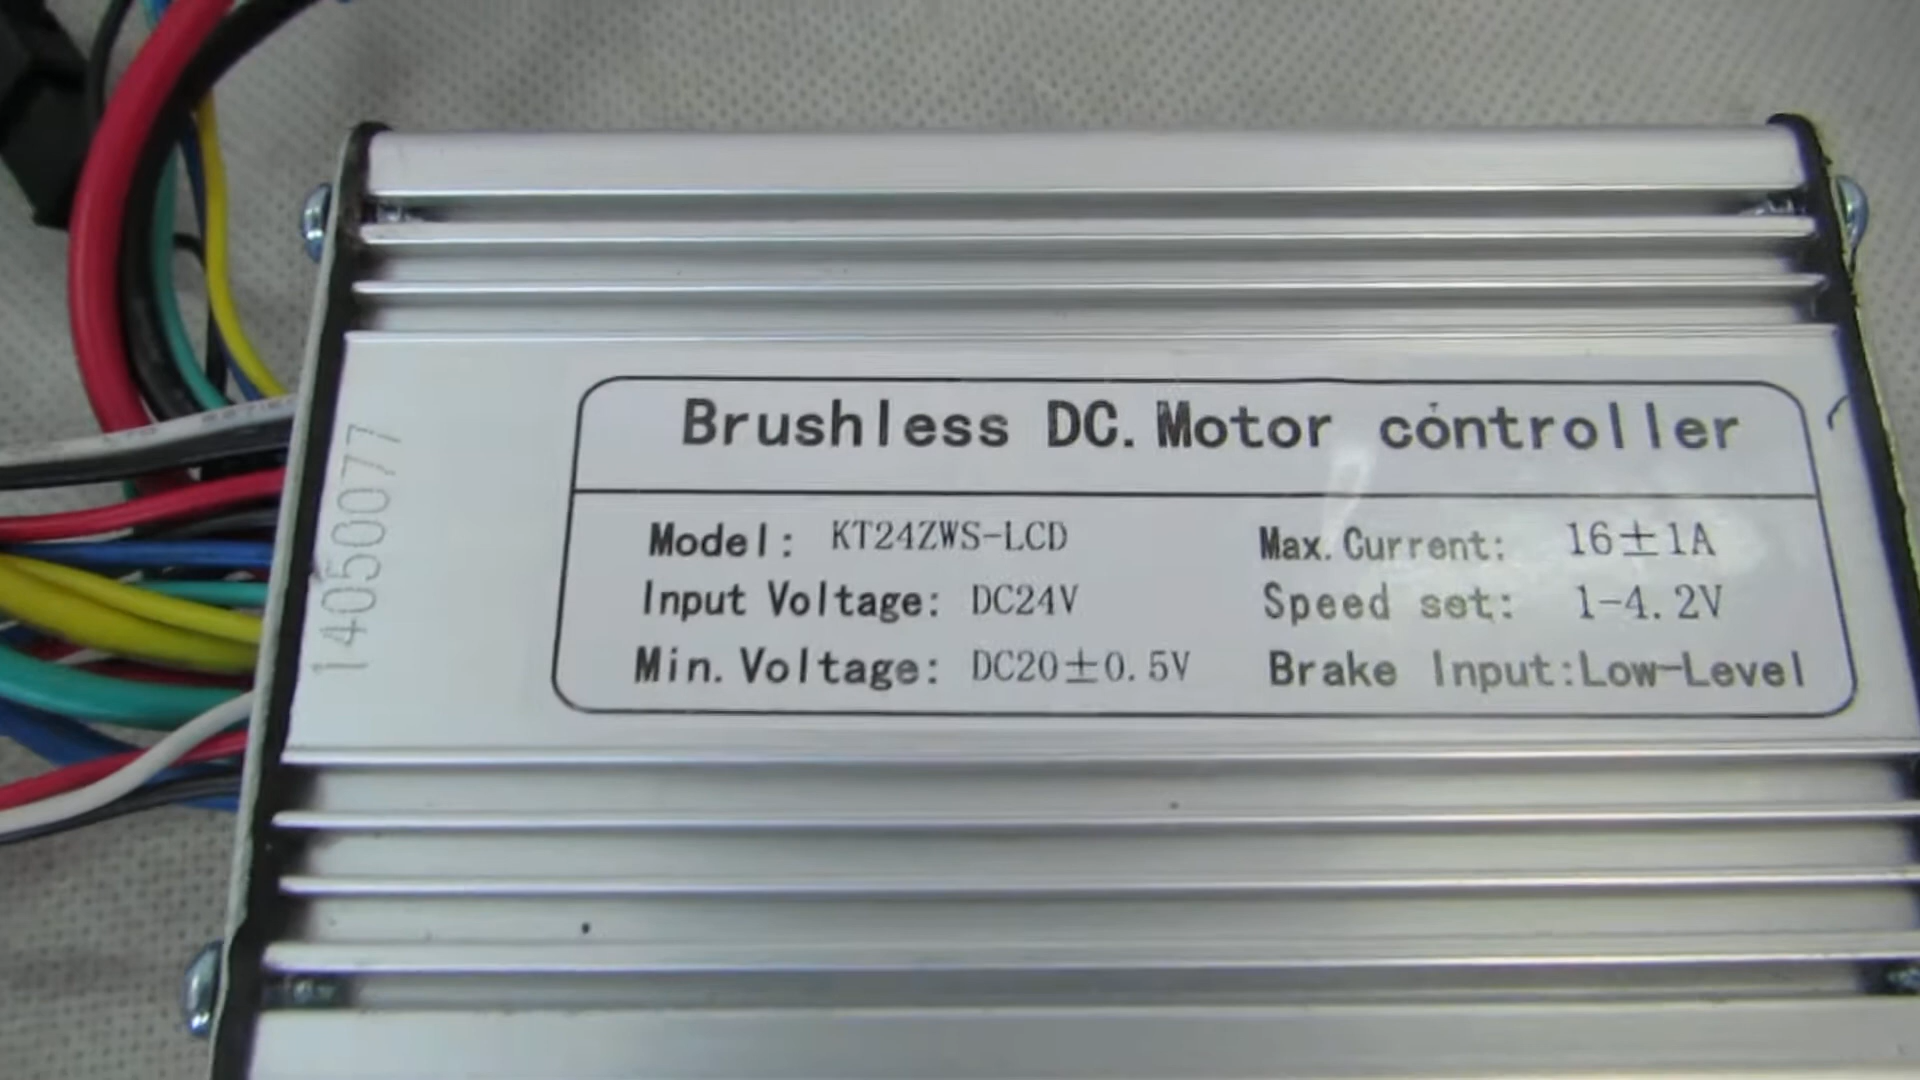 Brushless DC. Motor controller
Model: KT24ZWS-LCD Max. Current: 16±1A
Input Voltage: DC24V Speed set: 1-4.2V
Min. Voltage: DC20±0.5V Brake Input:Low-Level
14050077